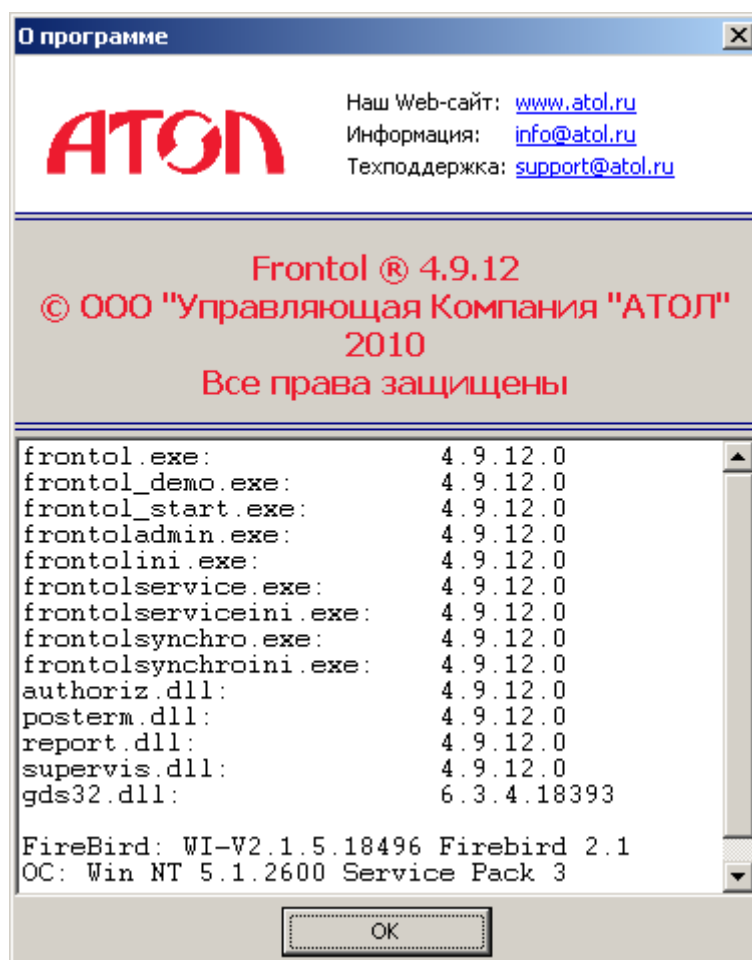 О программе
АТОЛ
Наш Web-сайт: www.atol.ru
Информация: info@atol.ru
Техподдержка: support@atol.ru
Frontol ® 4.9.12
© ООО "Управляющая Компания "АТОЛ"
2010
Все права защищены
frontol.exe: 4.9.12.0
frontol_demo.exe: 4.9.12.0
frontol_start.exe: 4.9.12.0
frontoladmin.exe: 4.9.12.0
frontolini.exe: 4.9.12.0
frontolservice.exe: 4.9.12.0
frontolserviceini.exe: 4.9.12.0
frontolsynchro.exe: 4.9.12.0
frontolsynchroini.exe: 4.9.12.0
authoriz.dll: 4.9.12.0
posterm.dll: 4.9.12.0
report.dll: 4.9.12.0
supervis.dll: 4.9.12.0
gds32.dll: 6.3.4.18393
FireBird: WI-V2.1.5.18496 Firebird 2.1
ОС: Win NT 5.1.2600 Service Pack 3
OK